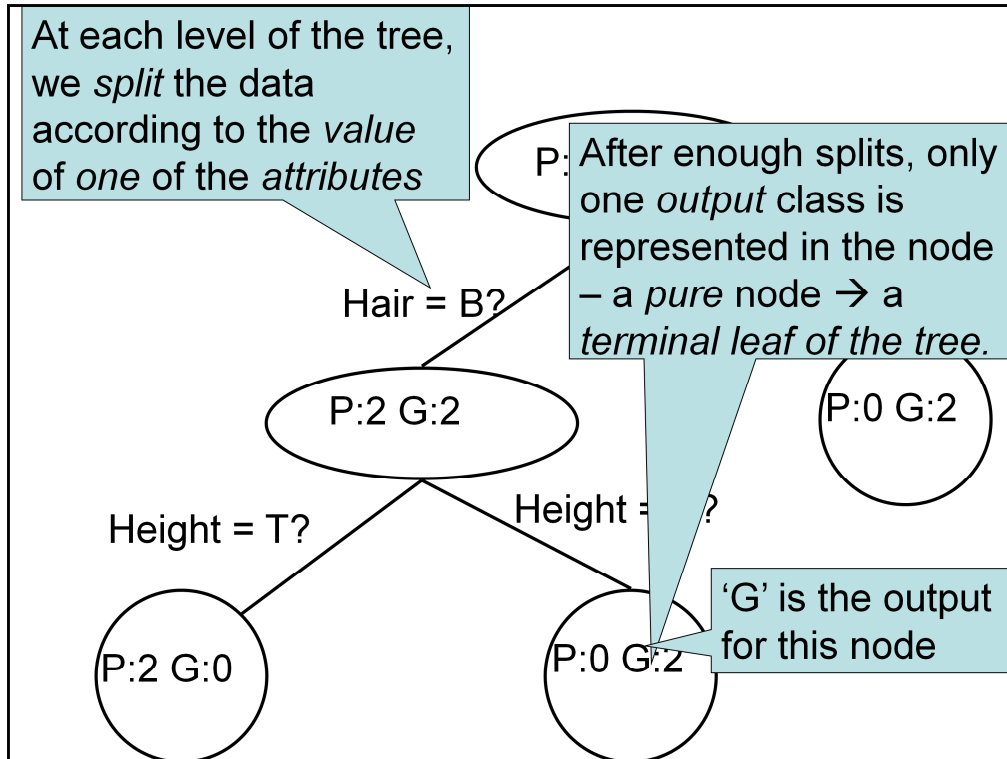 At each level of the tree,
we split the data
according to the value
of one of the attributes
P:
After enough splits, only
one output class is
represented in the node
– a pure node → a
terminal leaf of the tree.
Hair = B?
P:2 G:2
P:0 G:2
Height = T?
Height = ?
P:2 G:0
P:0 G:2
‘G’ is the output
for this node